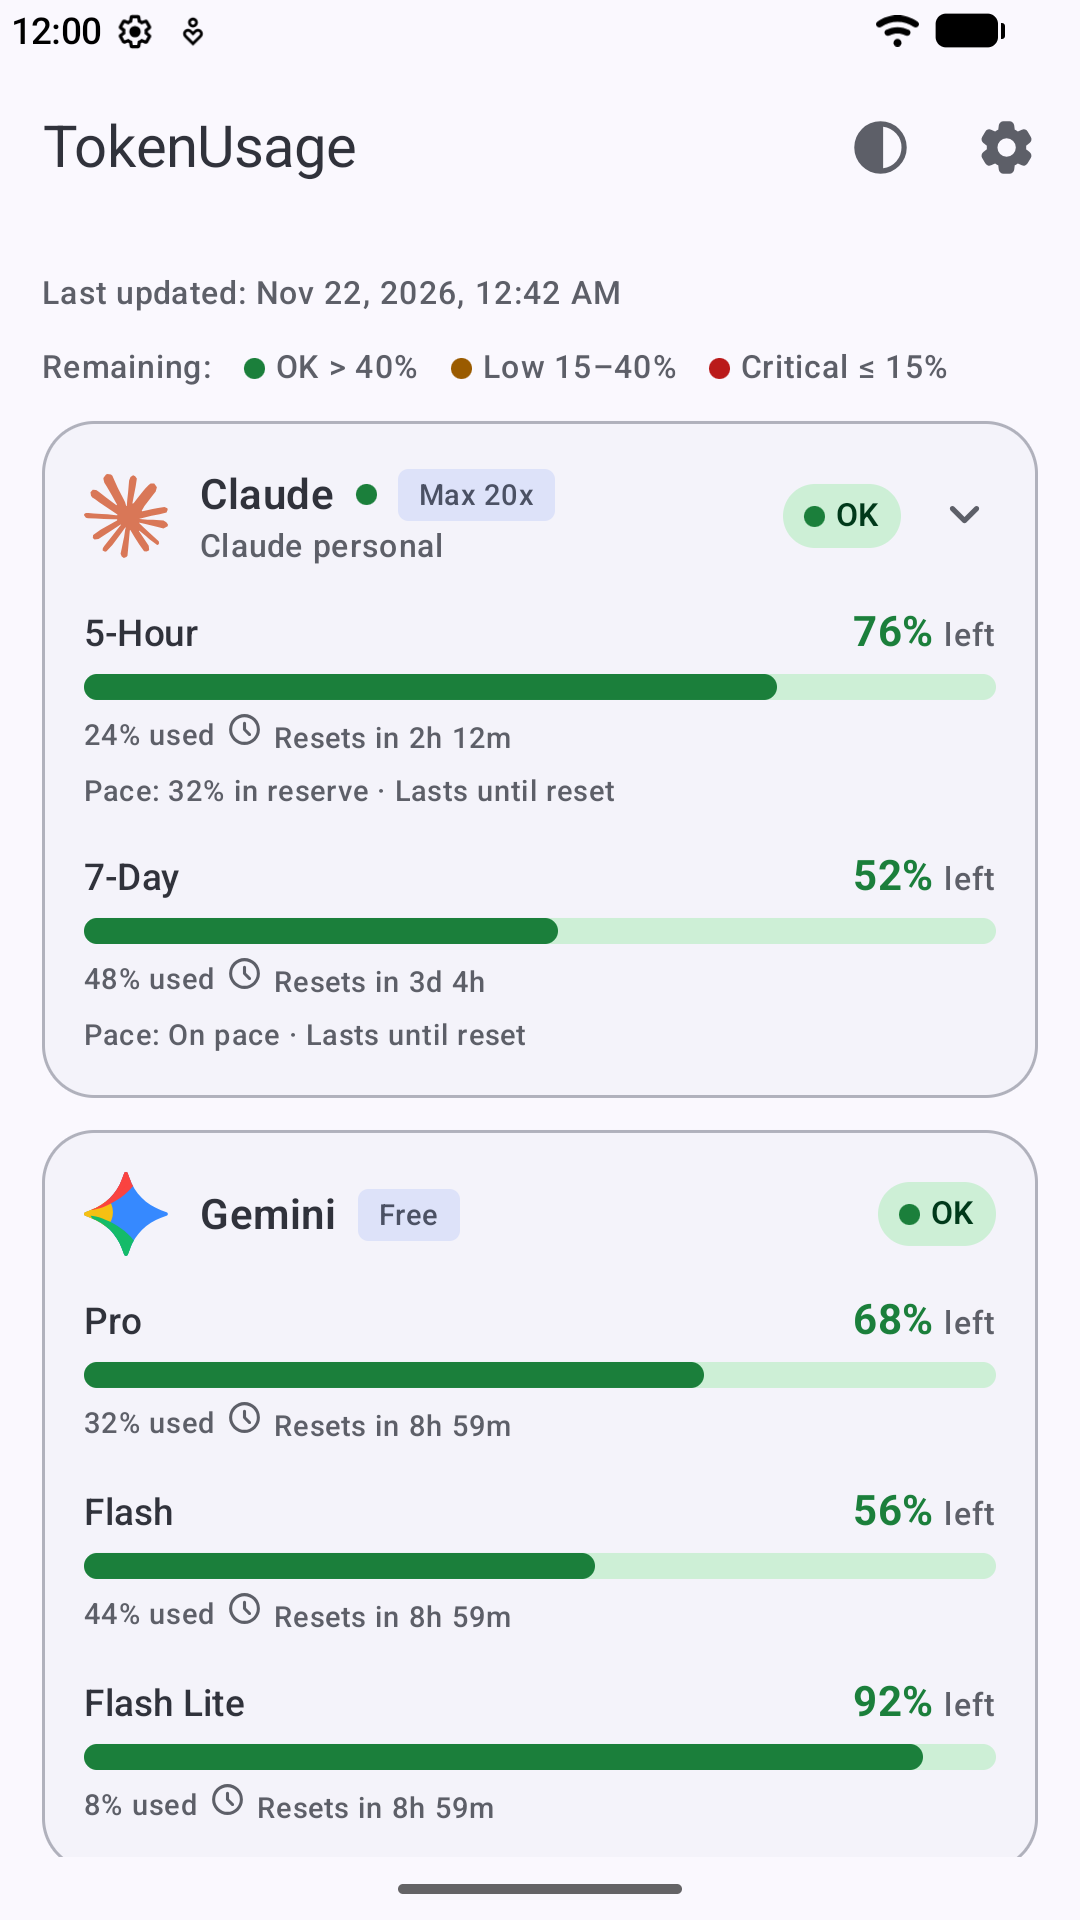 12:00
TokenUsage
Last updated: Nov 22, 2026, 12:42 AM
Remaining: OK > 40% Low 15–40% Critical ≤ 15%
Claude Max 20x OK
Claude personal
5-Hour 76% left
24% used Resets in 2h 12m
Pace: 32% in reserve · Lasts until reset
7-Day 52% left
48% used Resets in 3d 4h
Pace: On pace · Lasts until reset
Gemini Free OK
Pro 68% left
32% used Resets in 8h 59m
Flash 56% left
44% used Resets in 8h 59m
Flash Lite 92% left
8% used Resets in 8h 59m